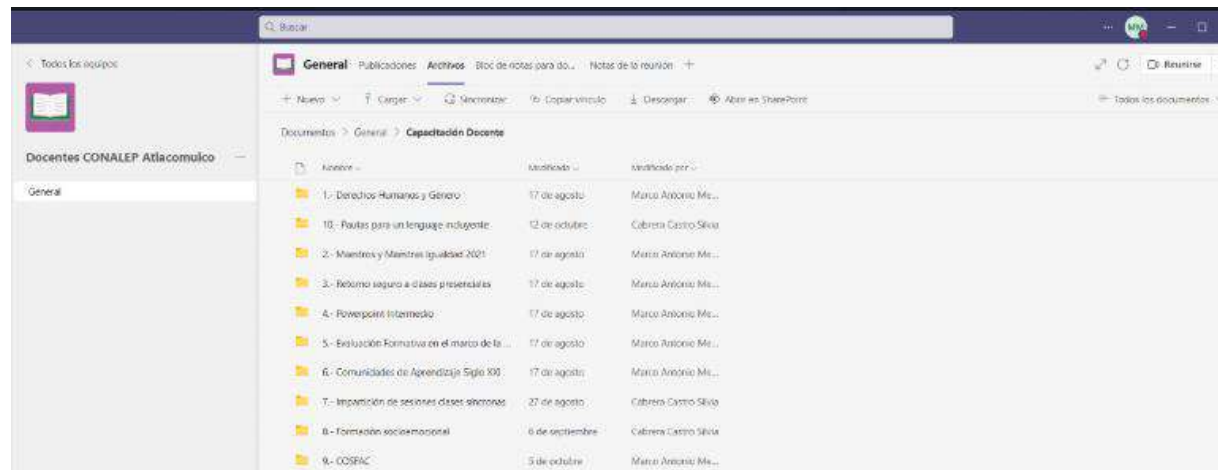 Buscar
MM
Todos los equipos
General Publicaciones Archivos Bloc de notas para do... Notas de la reunión +
Reunirse
+ Nuevo Cargar Sincronizar Copiar vínculo Descargar Abrir en SharePoint Todos los documentos
Documentos > General > Capacitación Docente
Docentes CONALEP Atlacomulco ...
Nombre Modificado Modificado por
General
1.- Derechos Humanos y Género 17 de agosto Marco Antonio Me...
10.- Pautas para un lenguaje incluyente 12 de octubre Cabrera Castro Silvia
2.- Maestros y Maestras Igualdad 2021 17 de agosto Marco Antonio Me...
3.- Retorno seguro a clases presenciales 17 de agosto Marco Antonio Me...
4.- Powerpoint Intermedio 17 de agosto Marco Antonio Me...
5.- Evaluación Formativa en el marco de la ... 17 de agosto Marco Antonio Me...
6.- Comunidades de Aprendizaje Siglo XXI 17 de agosto Marco Antonio Me...
7.- Impartición de sesiones clases síncronas 27 de agosto Cabrera Castro Silvia
8.- Formación socioemocional 6 de septiembre Cabrera Castro Silvia
9.- COSFAC 5 de octubre Marco Antonio Me...